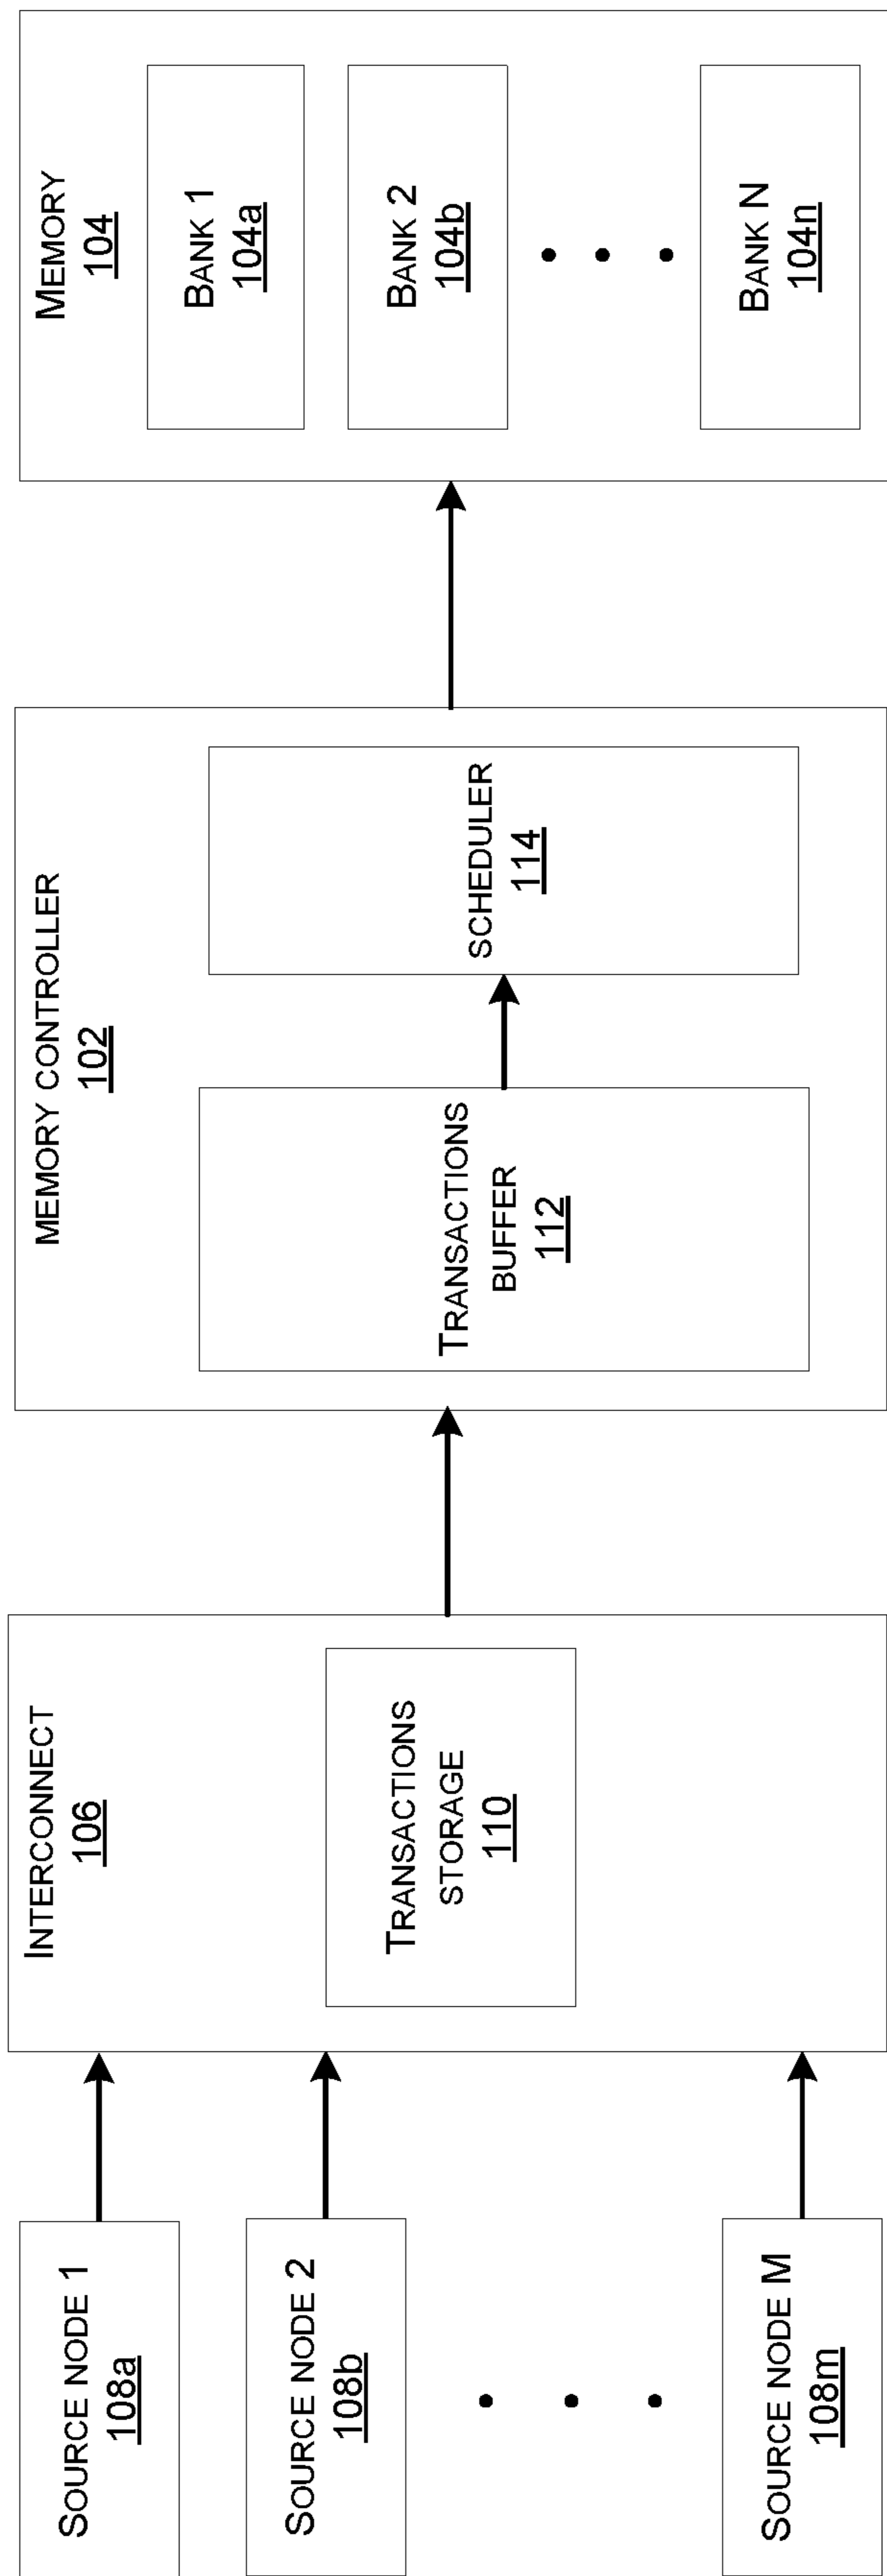 SOURCE NODE 1
108a
SOURCE NODE 2
108b
SOURCE NODE M
108m
INTERCONNECT
106
TRANSACTIONS
STORAGE
110
MEMORY CONTROLLER
102
TRANSACTIONS
BUFFER
112
SCHEDULER
114
MEMORY
104
BANK 1
104a
BANK 2
104b
BANK N
104n